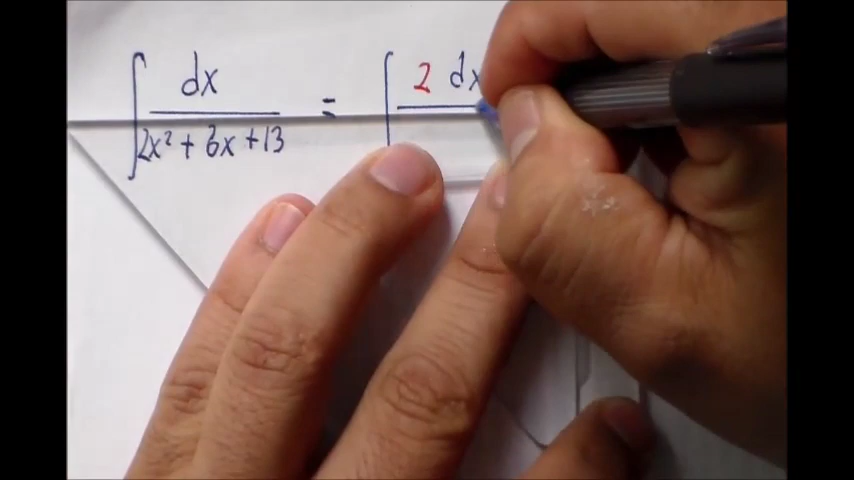 ∫ dx / 2x² + 6x + 13 = ∫ 2 dx